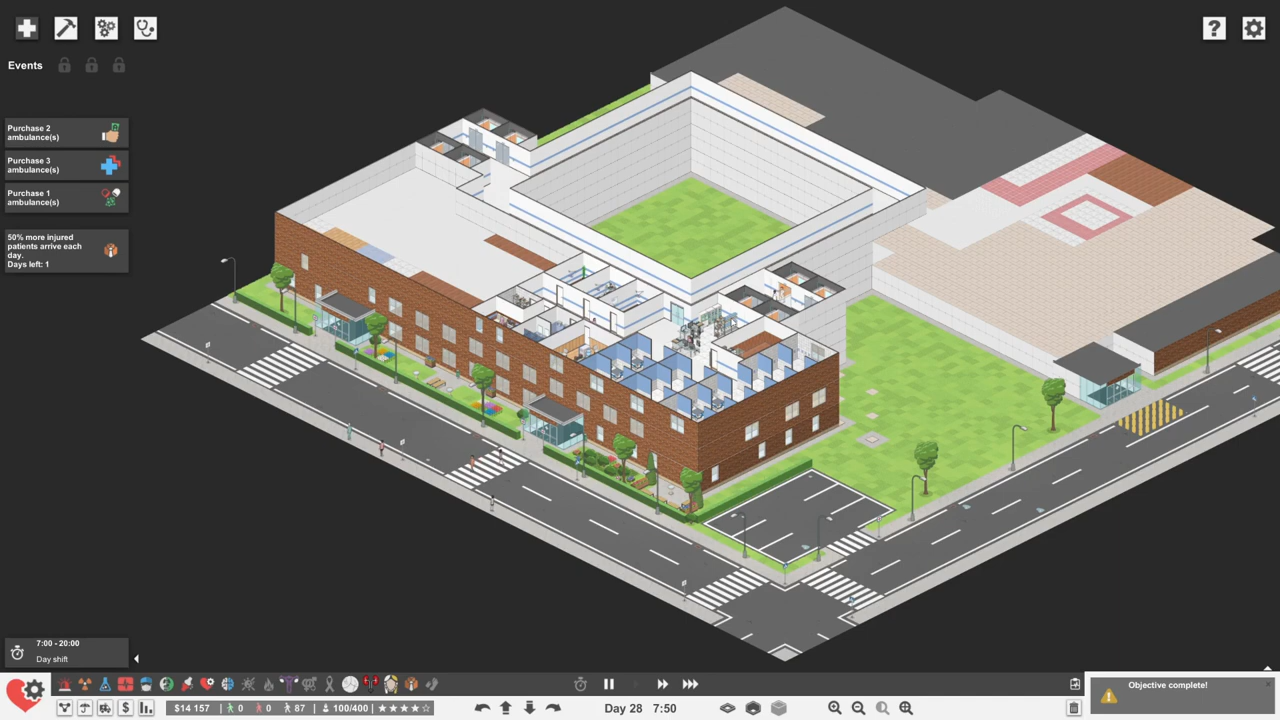 Events
Purchase 2
ambulance(s)
Purchase 3
ambulance(s)
Purchase 1
ambulance(s)
50% more injured
patients arrive each
day.
Days left: 1
7:00 - 20:00
Day shift
$14 157
0
0
87
100/400
Day 28 7:50
Objective complete!